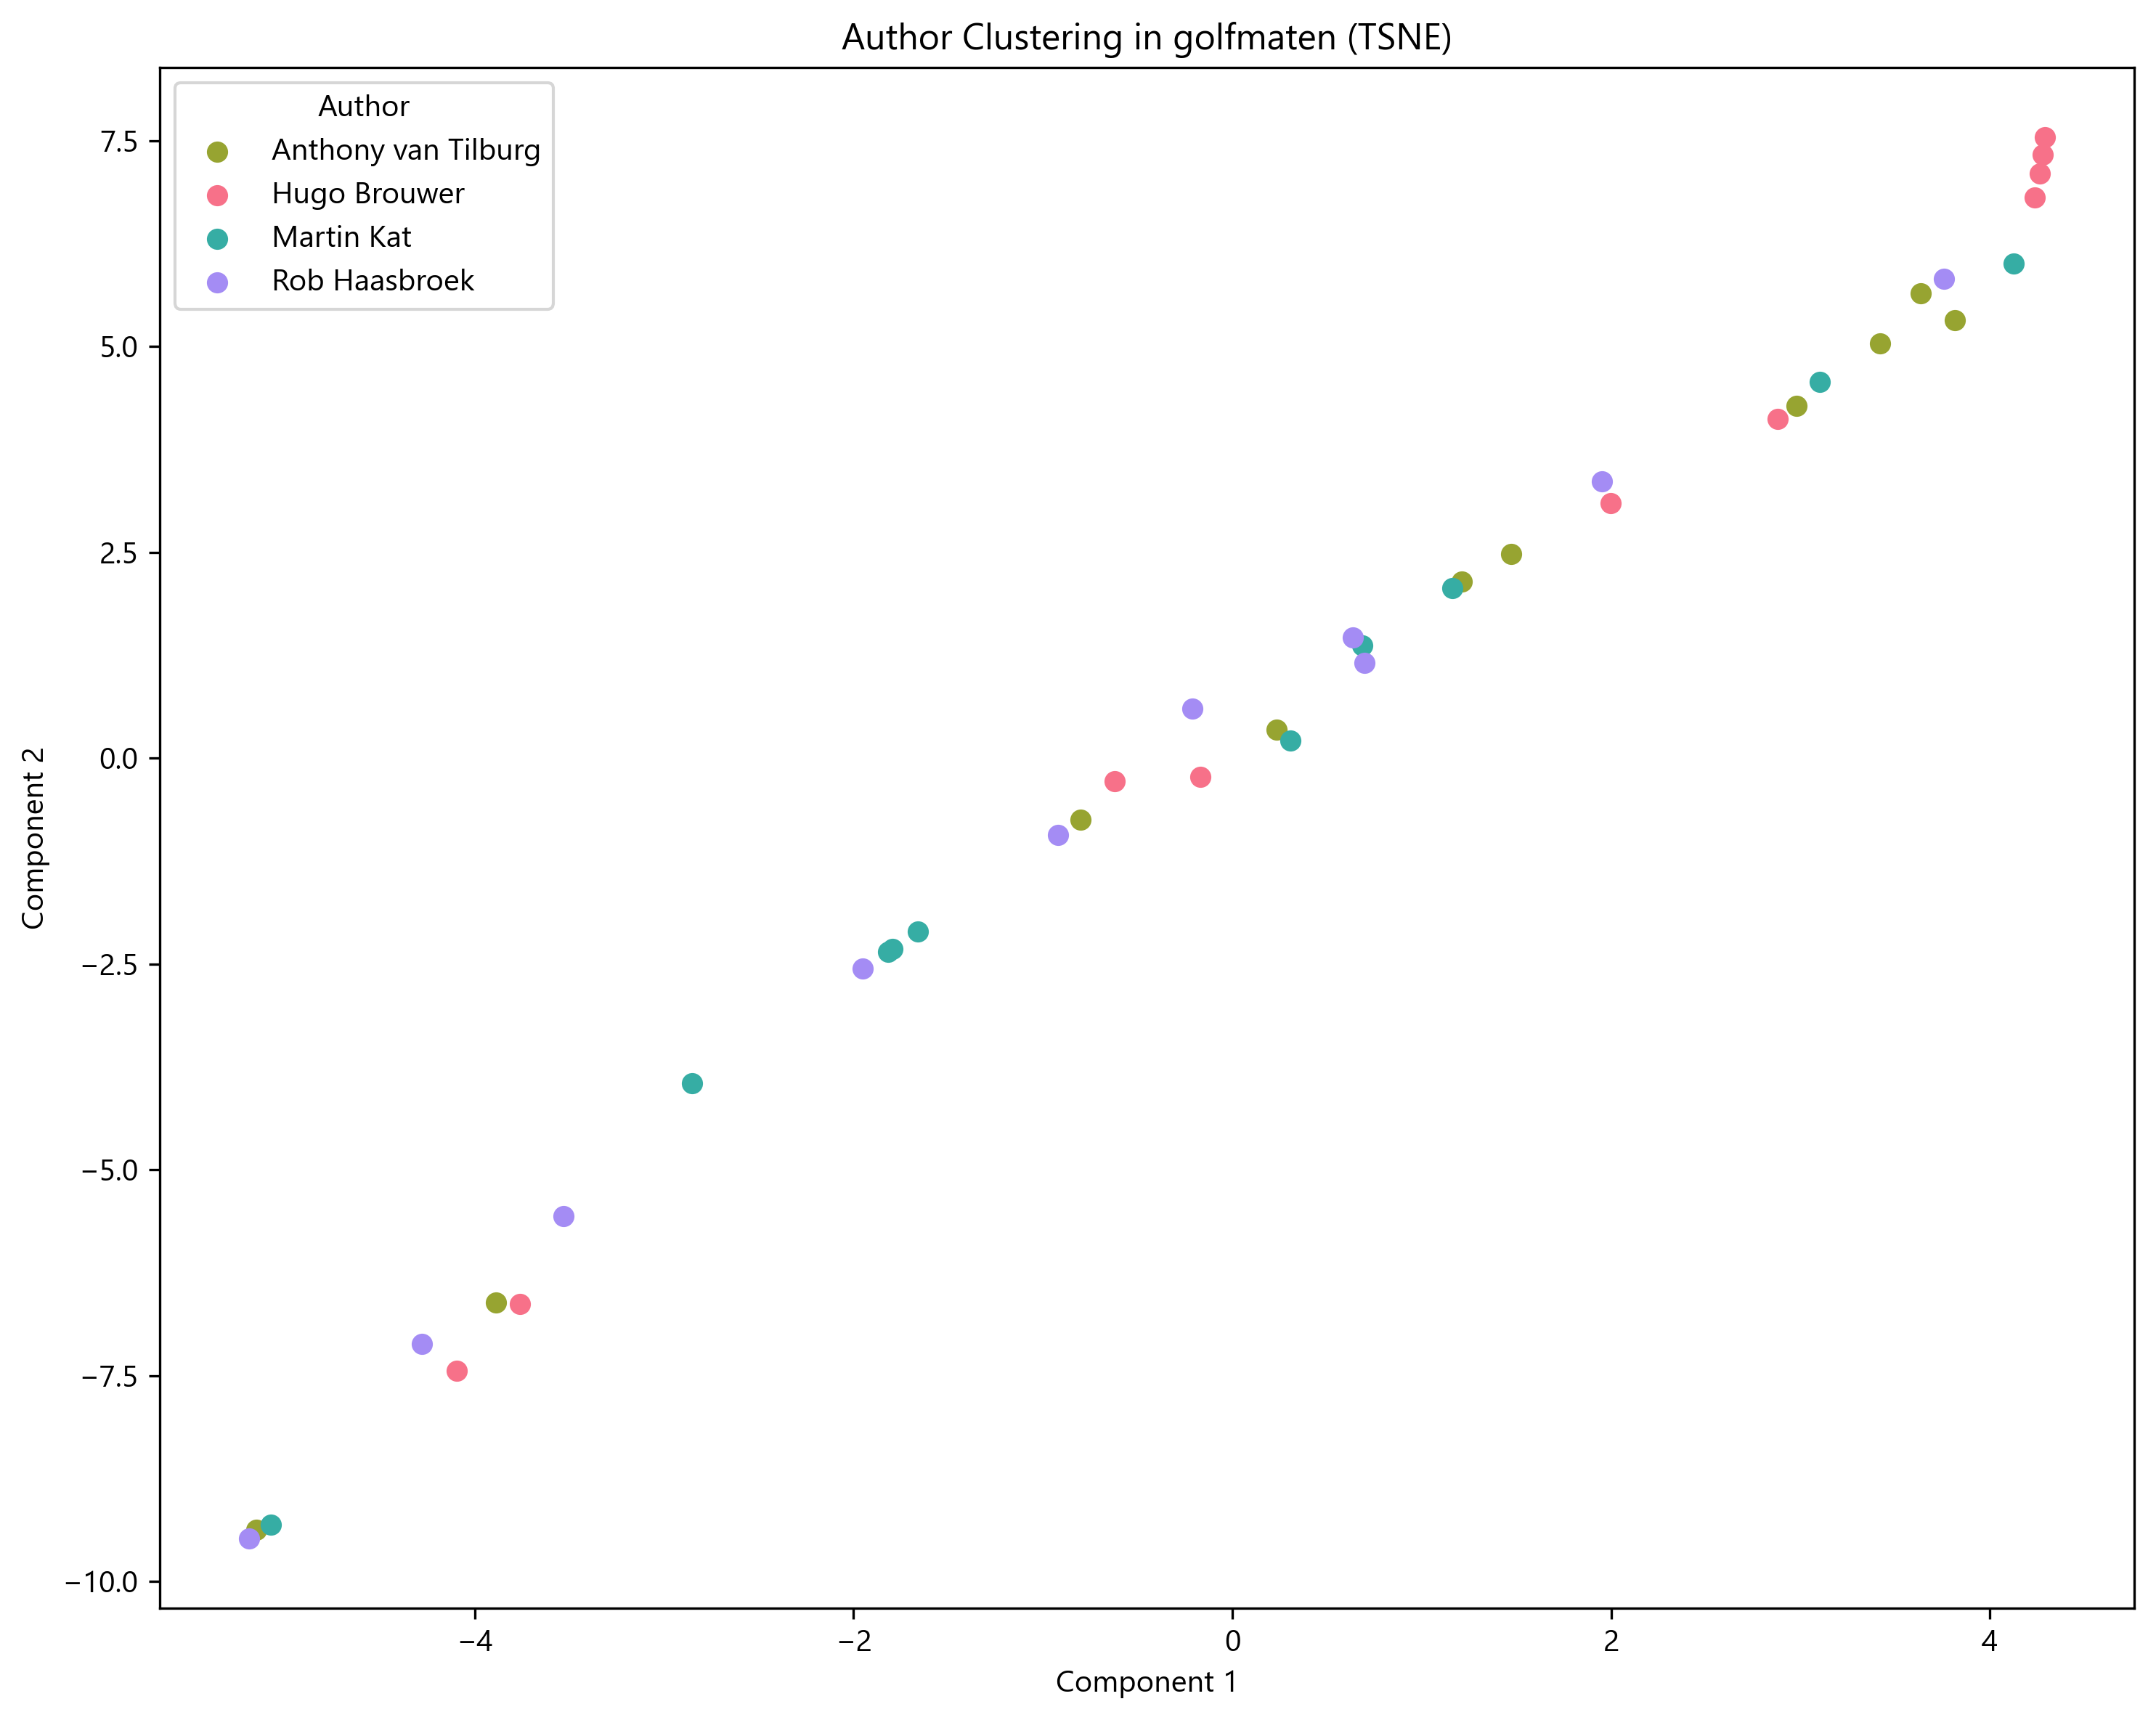 Author Clustering in golfmaten (TSNE)
Author
Anthony van Tilburg
Hugo Brouwer
Martin Kat
Rob Haasbroek
7.5
5.0
2.5
0.0
−2.5
−5.0
−7.5
−10.0
Component 2
−4
−2
0
2
4
Component 1